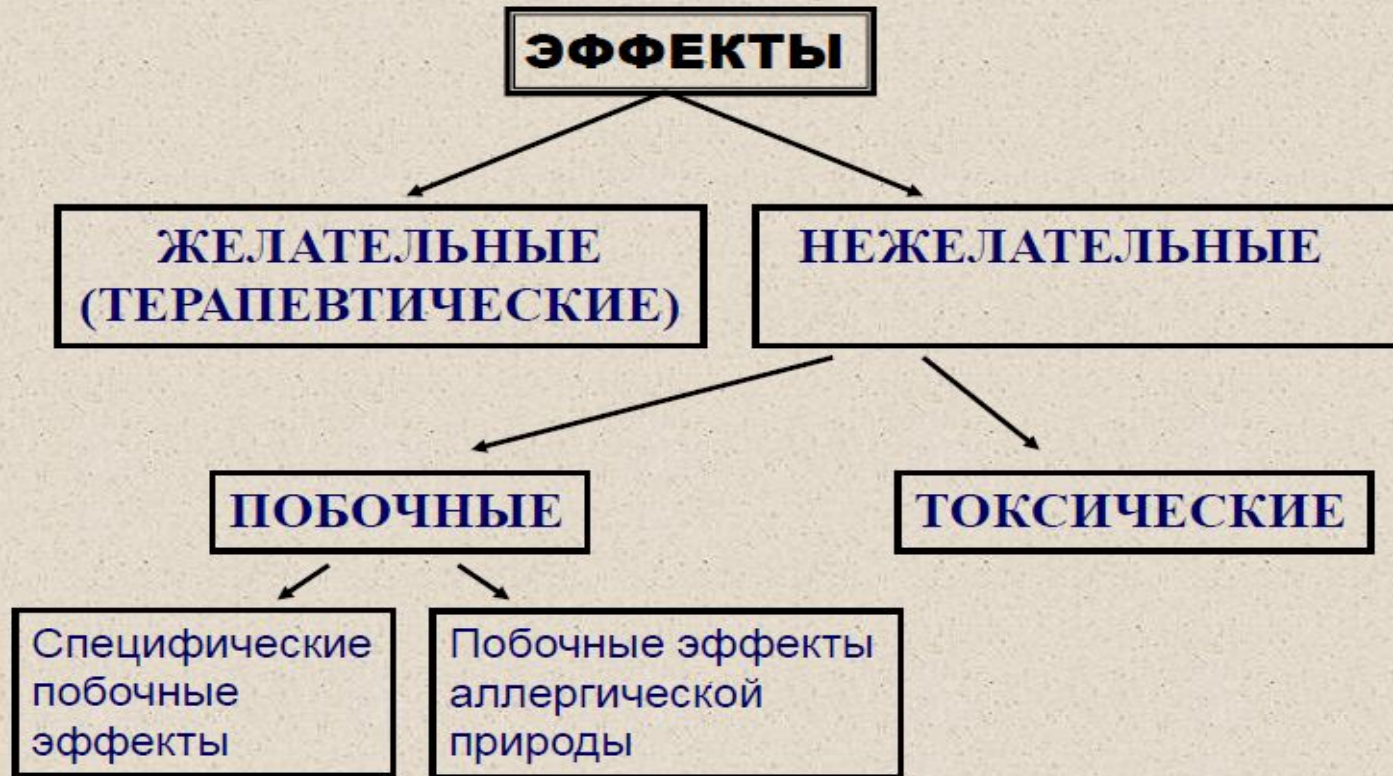 ЭФФЕКТЫ
ЖЕЛАТЕЛЬНЫЕ
(ТЕРАПЕВТИЧЕСКИЕ)
НЕЖЕЛАТЕЛЬНЫЕ
ПОБОЧНЫЕ
ТОКСИЧЕСКИЕ
Специфические
побочные
эффекты
Побочные эффекты
аллергической
природы